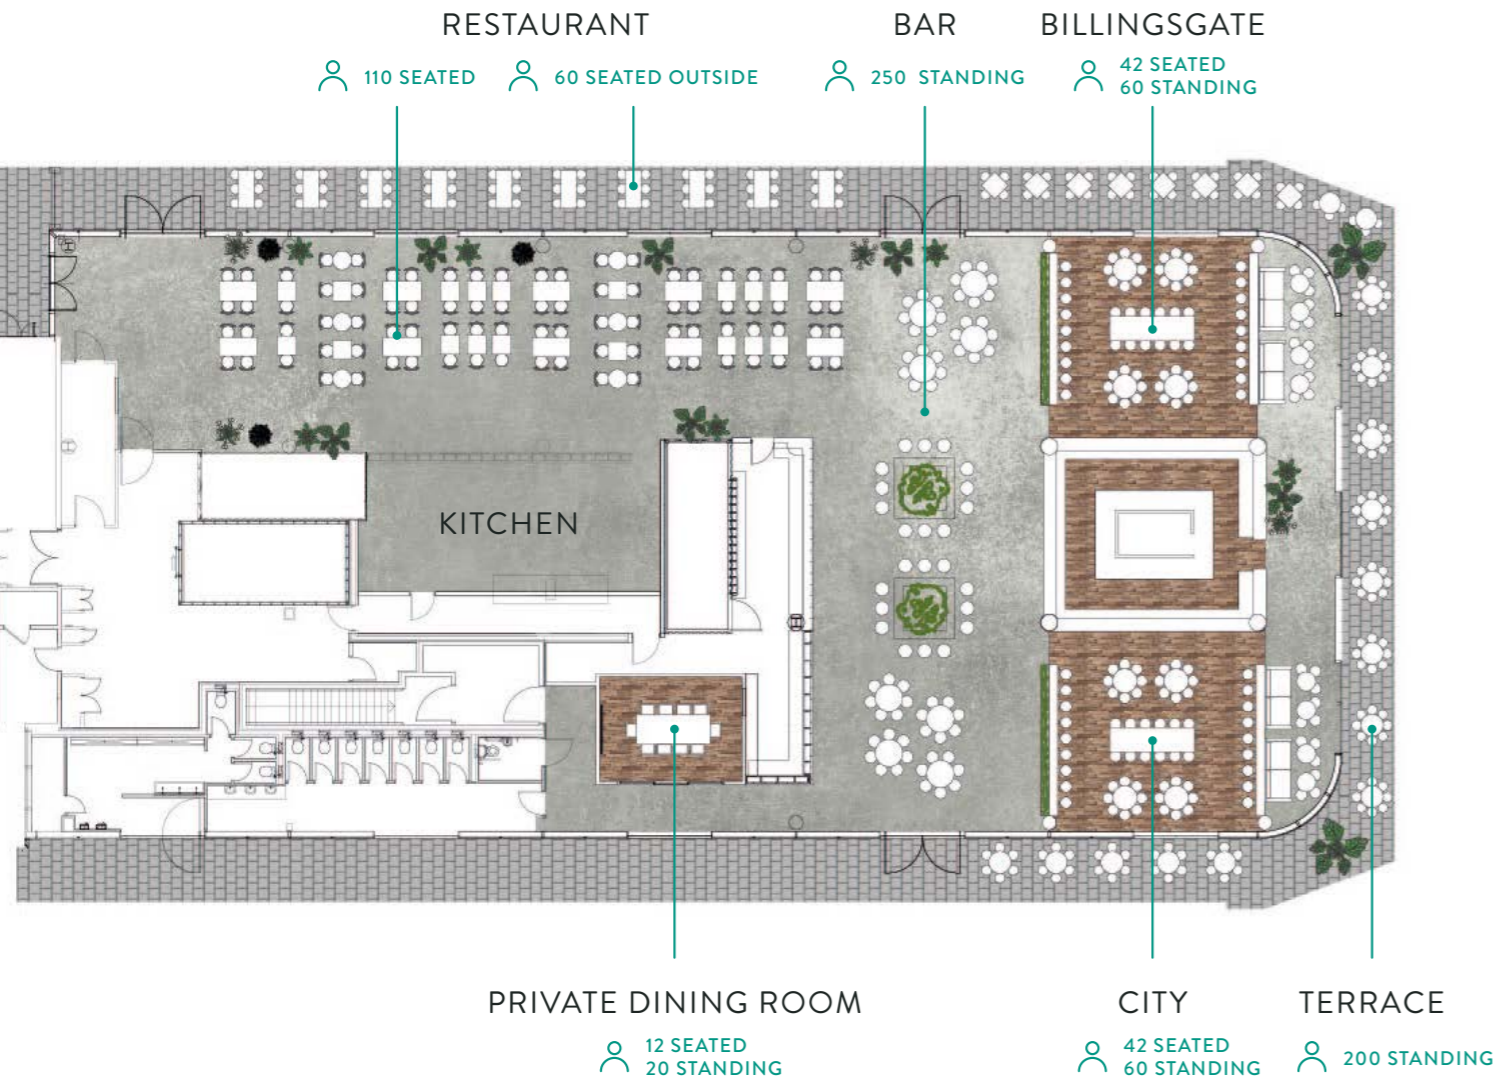 RESTAURANT
110 SEATED
60 SEATED OUTSIDE
BAR
250 STANDING
BILLINGSGATE
42 SEATED
60 STANDING
KITCHEN
PRIVATE DINING ROOM
12 SEATED
20 STANDING
CITY
42 SEATED
60 STANDING
TERRACE
200 STANDING